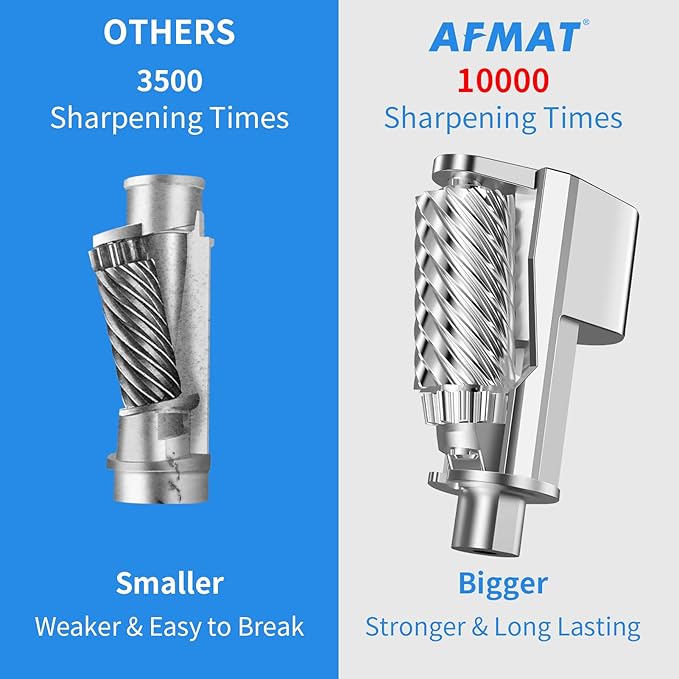 OTHERS
3500
Sharpening Times
AFMAT®
10000
Sharpening Times
Smaller
Weaker & Easy to Break
Bigger
Stronger & Long Lasting